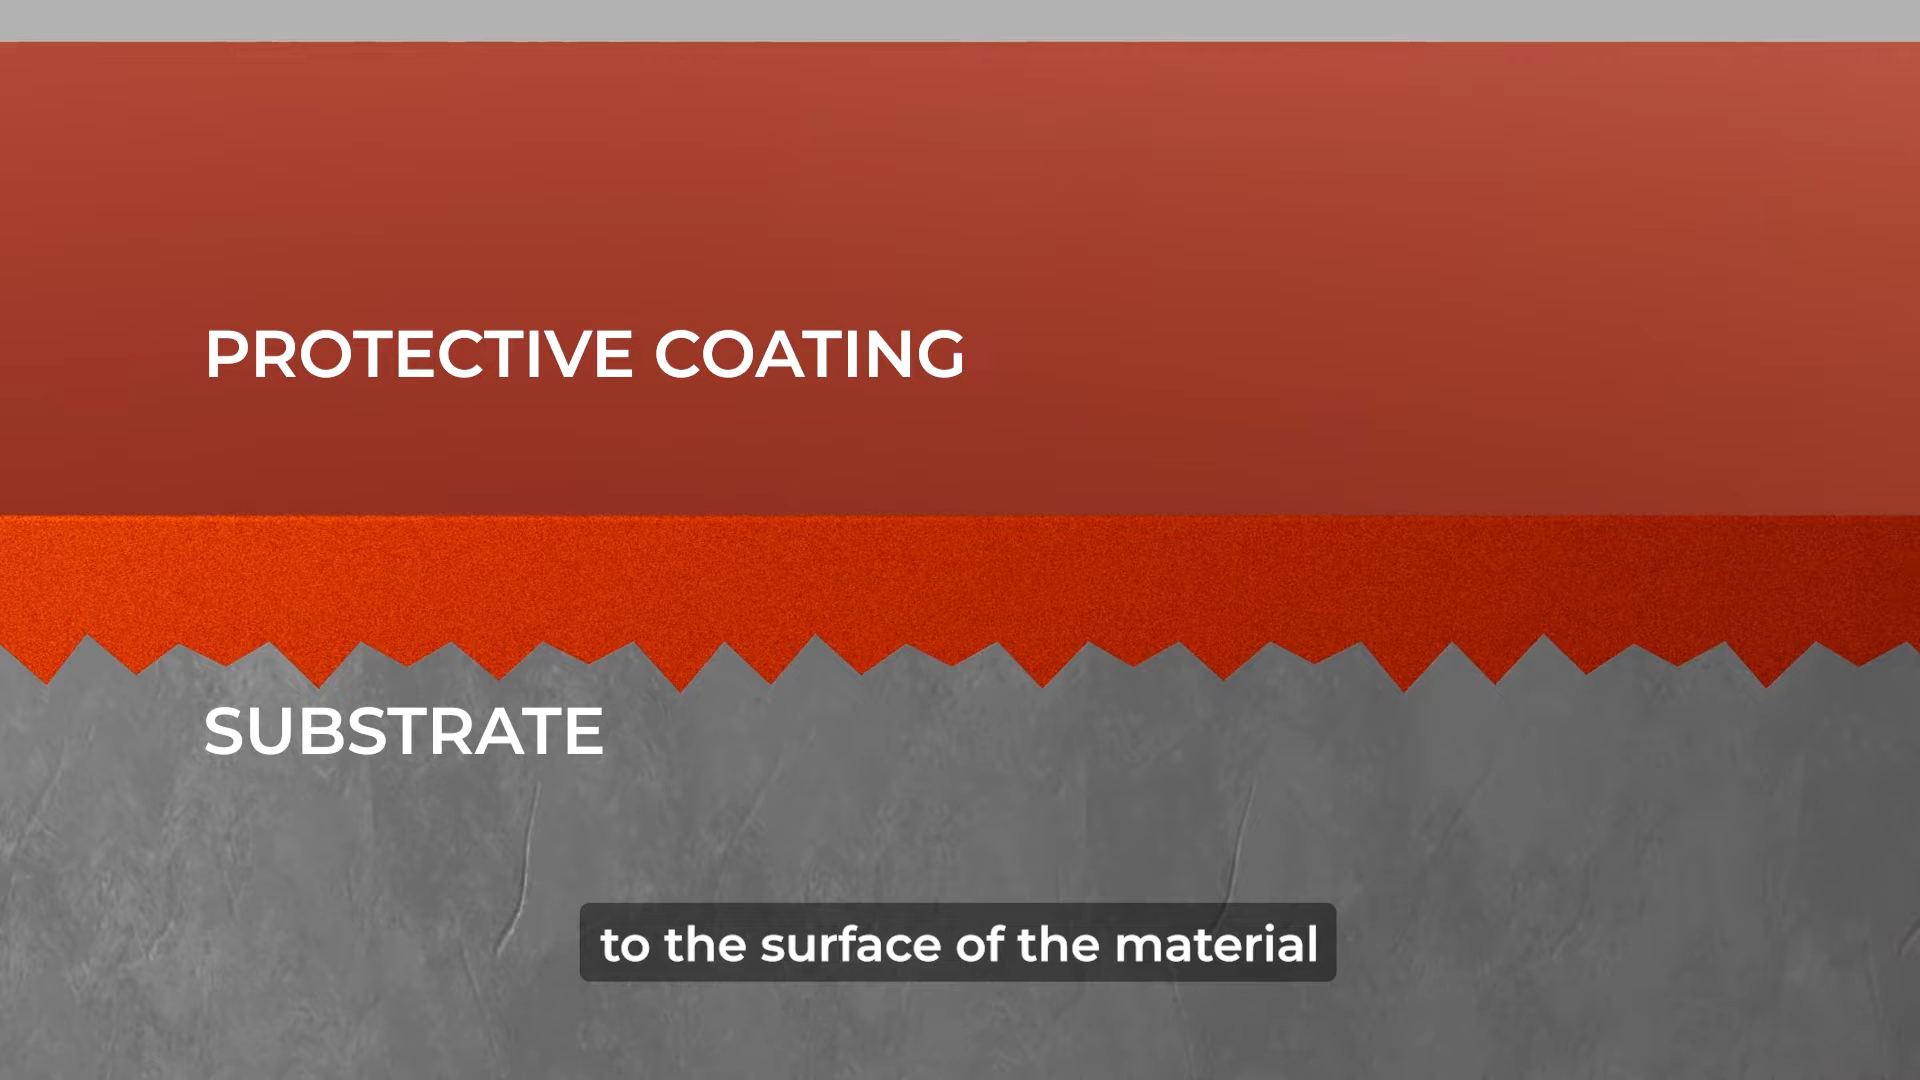 PROTECTIVE COATING
SUBSTRATE
to the surface of the material